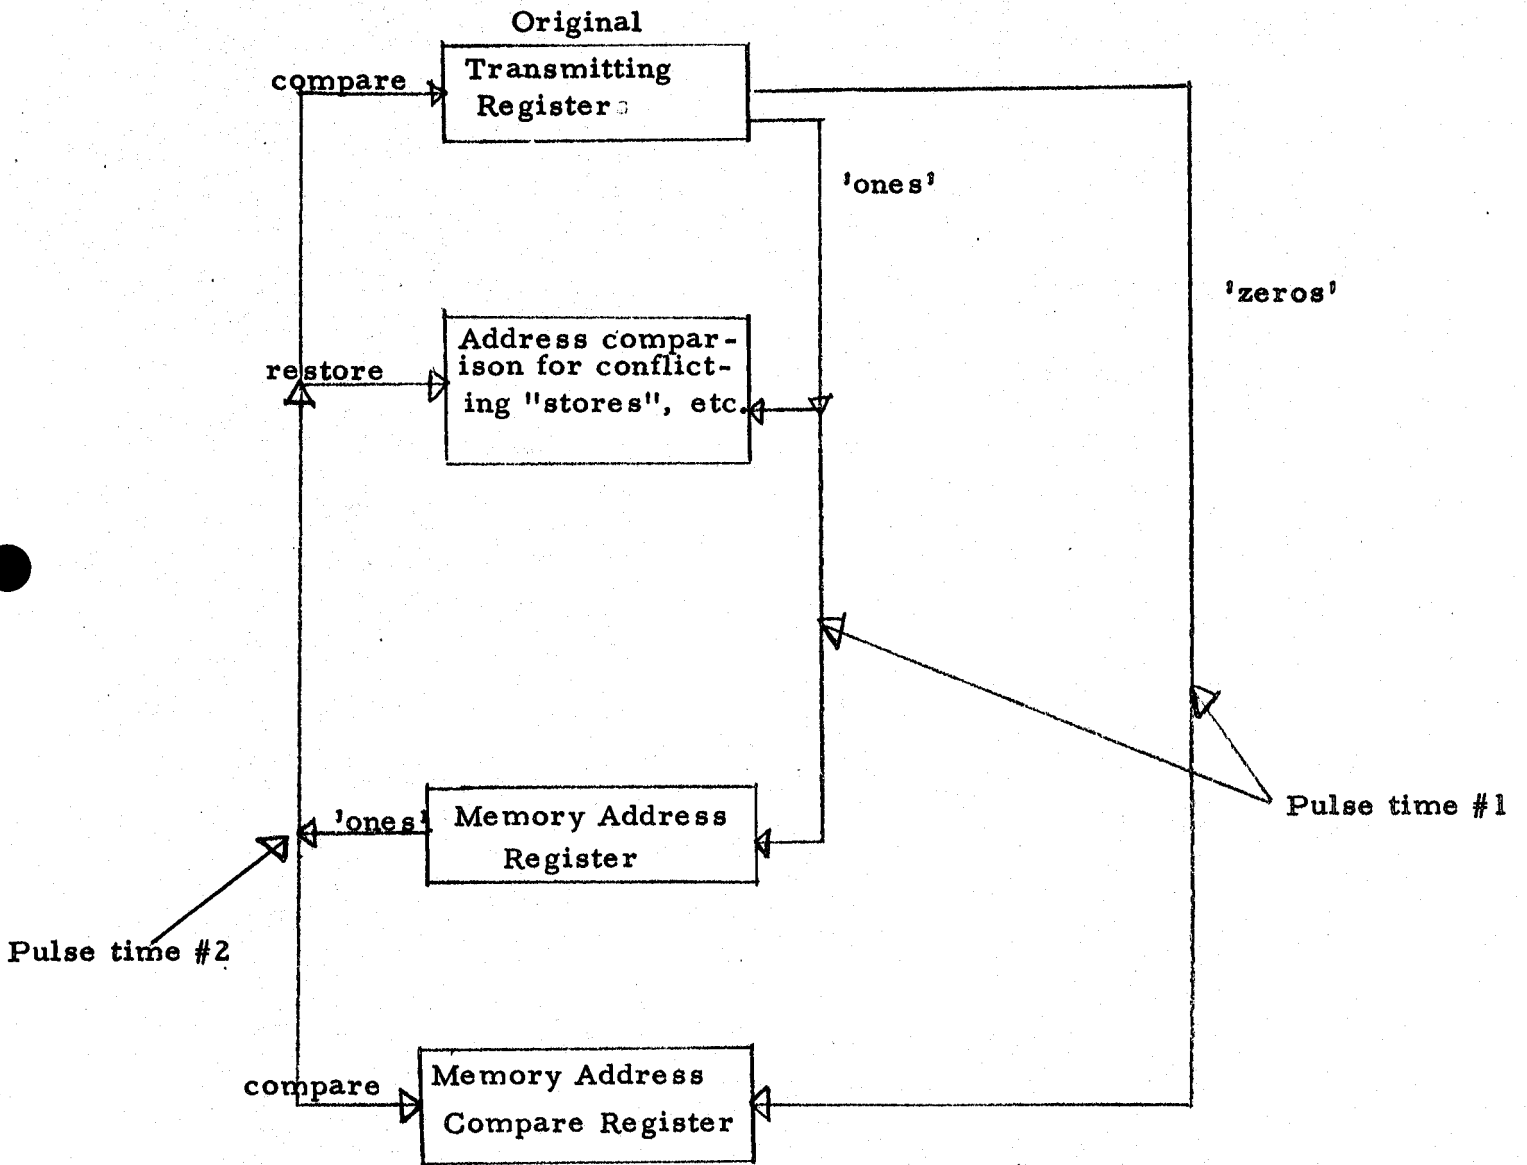 Original
compare
Transmitting
Register
'ones'
'zeros'
restore
Address compar-
ison for conflict-
ing "stores", etc.
'ones'
Memory Address
Register
Pulse time #1
Pulse time #2
compare
Memory Address
Compare Register